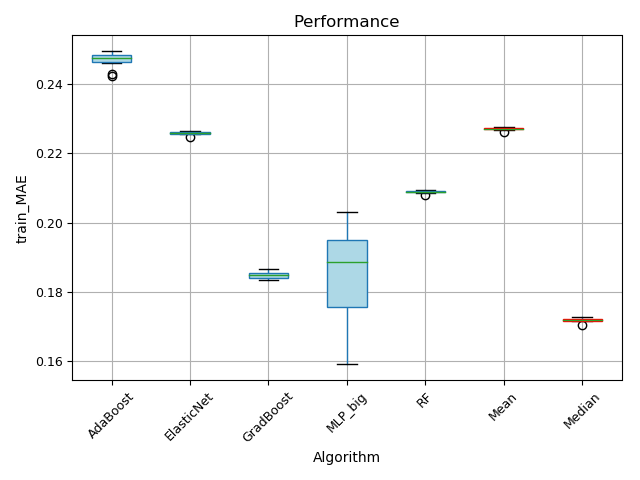 Performance
train_MAE
0.24
0.22
0.20
0.18
0.16
AdaBoost
ElasticNet
GradBoost
MLP_big
RF
Mean
Median
Algorithm